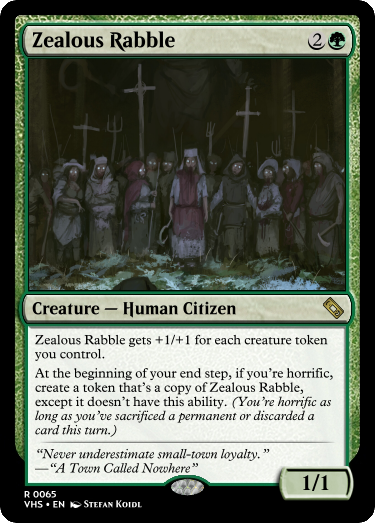 Zealous Rabble 2
Creature — Human Citizen
Zealous Rabble gets +1/+1 for each creature token
you control.
At the beginning of your end step, if you're horrific,
create a token that's a copy of Zealous Rabble,
except it doesn't have this ability. (You're horrific as
long as you've sacrificed a permanent or discarded a
card this turn.)
“Never underestimate small-town loyalty.”
—“A Town Called Nowhere”
1/1
R 0065
VHS • EN Stefan Koidl